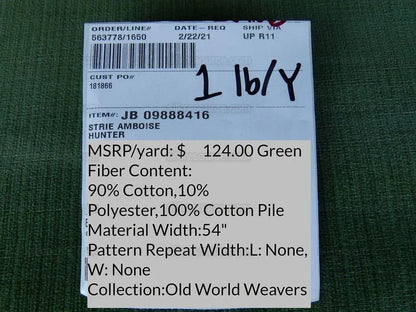 ORDER/LINE# DATE-REQ SHIP VIA
563778/1650 2/22/21 UP R11
CUST PO#
181866
1 lb/Y
ITEM#: JB 09888416
STRIE AMBOISE
HUNTER
MSRP/yard: $ 124.00 Green
Fiber Content:
90% Cotton,10%
Polyester,100% Cotton Pile
Material Width:54"
Pattern Repeat Width:L: None,
W: None
Collection:Old World Weavers